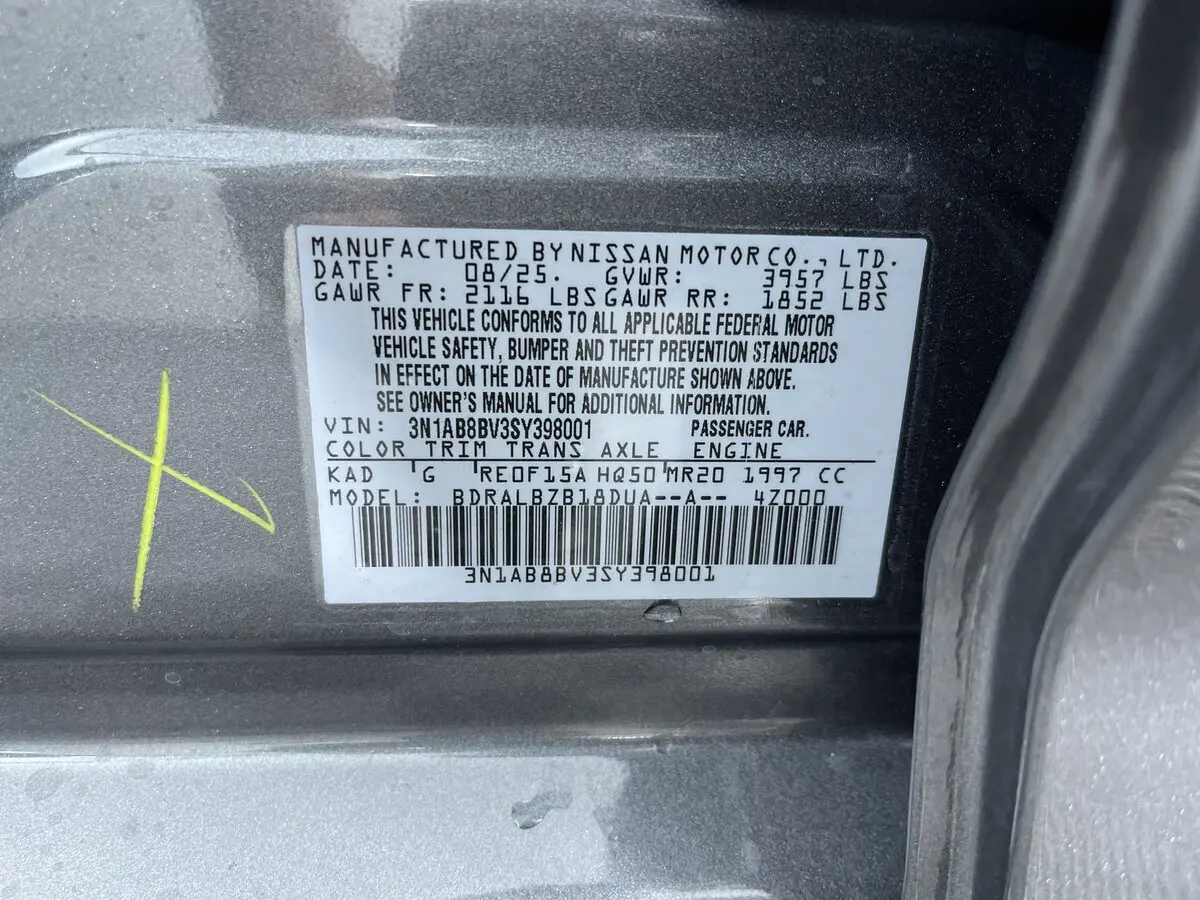 MANUFACTURED BY NISSAN MOTOR CO., LTD.
DATE: 08/25. GVWR: 3957 LBS
GAWR FR: 2116 LBS GAWR RR: 1852 LBS
THIS VEHICLE CONFORMS TO ALL APPLICABLE FEDERAL MOTOR
VEHICLE SAFETY, BUMPER AND THEFT PREVENTION STANDARDS
IN EFFECT ON THE DATE OF MANUFACTURE SHOWN ABOVE.
SEE OWNER'S MANUAL FOR ADDITIONAL INFORMATION.
VIN: 3N1AB8BV3SY398001 PASSENGER CAR.
COLOR TRIM TRANS AXLE ENGINE
KAD G RE0F15A HQ50 MR20 1997 CC
MODEL: BDRALBZB18DUA--A-- 4Z000
3N1AB8BV3SY398001